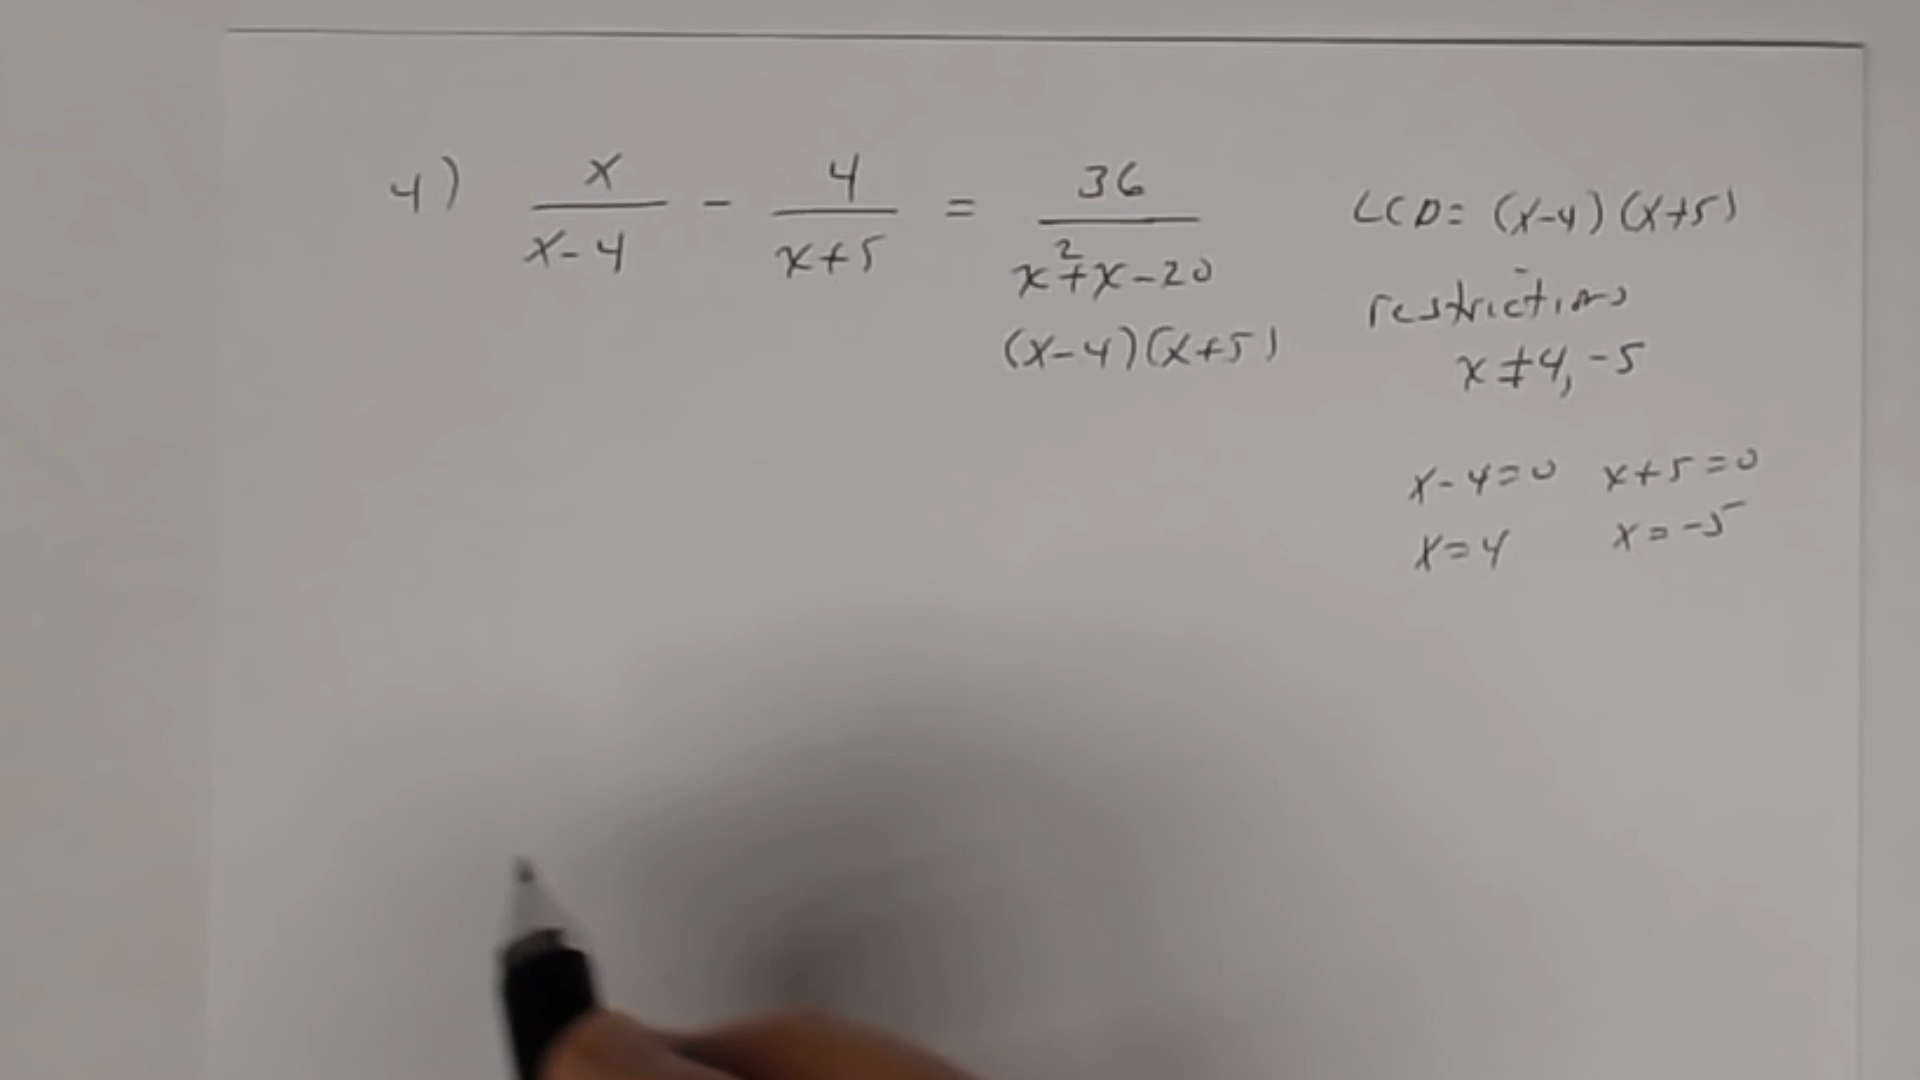 4) x/(x-4) - 4/(x+5) = 36/(x²+x-20)
(x-4)(x+5)
LCD= (x-4)(x+5)
restrictions
x≠4, -5
x-4=0 x+5=0
x=4 x=-5